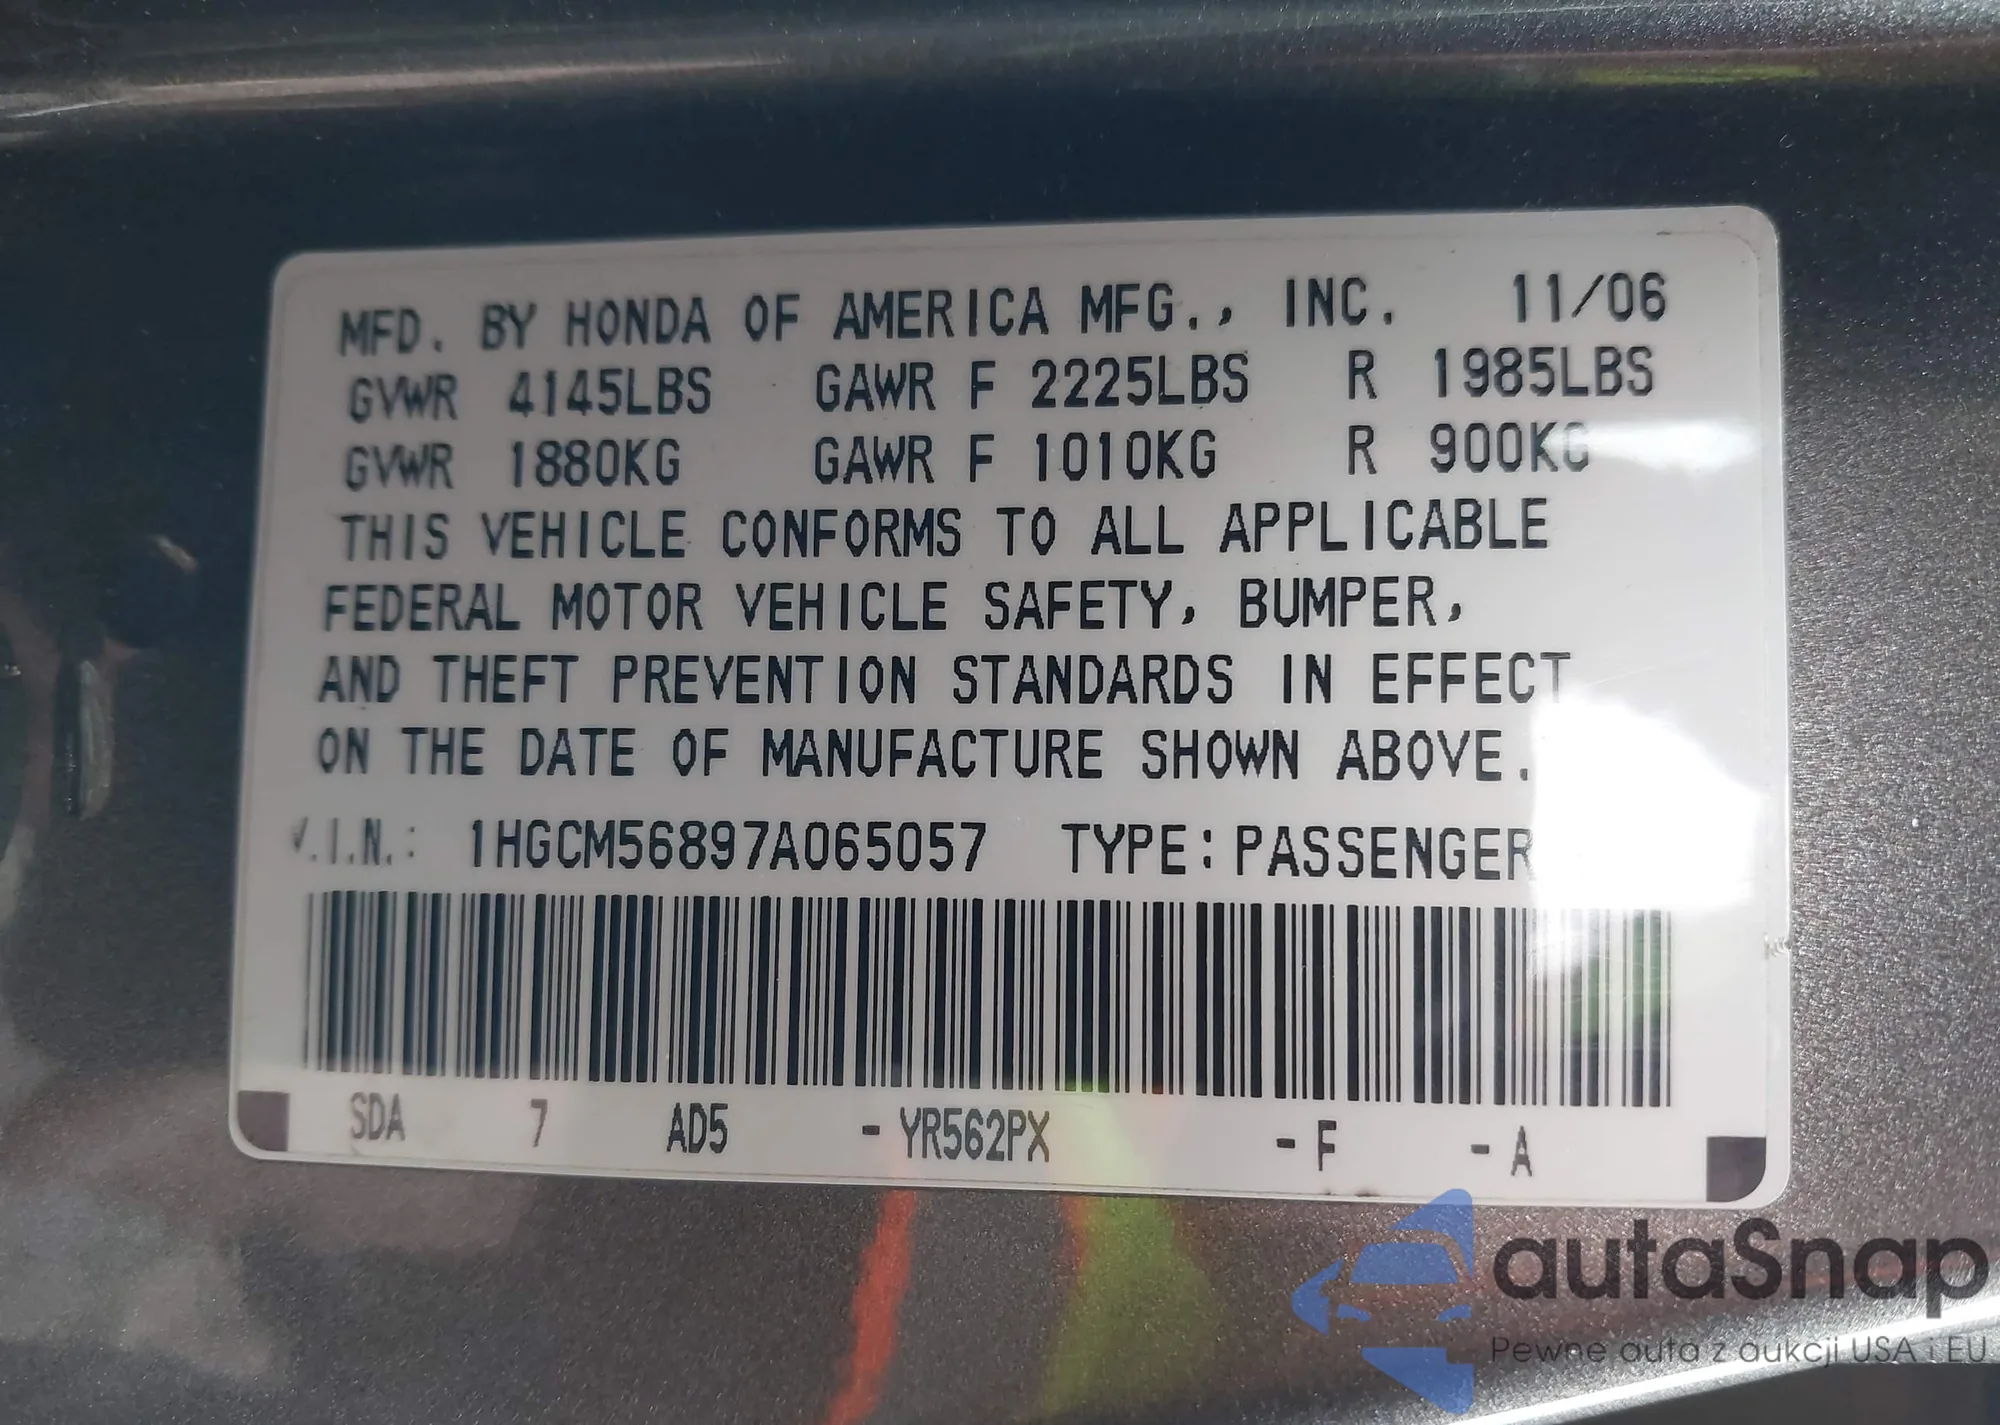 MFD. BY HONDA OF AMERICA MFG., INC. 11/06
GVWR 4145LBS GAWR F 2225LBS R 1985LBS
GVWR 1880KG GAWR F 1010KG R 900KG
THIS VEHICLE CONFORMS TO ALL APPLICABLE
FEDERAL MOTOR VEHICLE SAFETY, BUMPER,
AND THEFT PREVENTION STANDARDS IN EFFECT
ON THE DATE OF MANUFACTURE SHOWN ABOVE.
V.I.N.: 1HGCM56897A065057 TYPE: PASSENGER
SDA 7 AD5 - YR562PX - F - A
autaSnap
Pewne auta z aukcji USA i EU